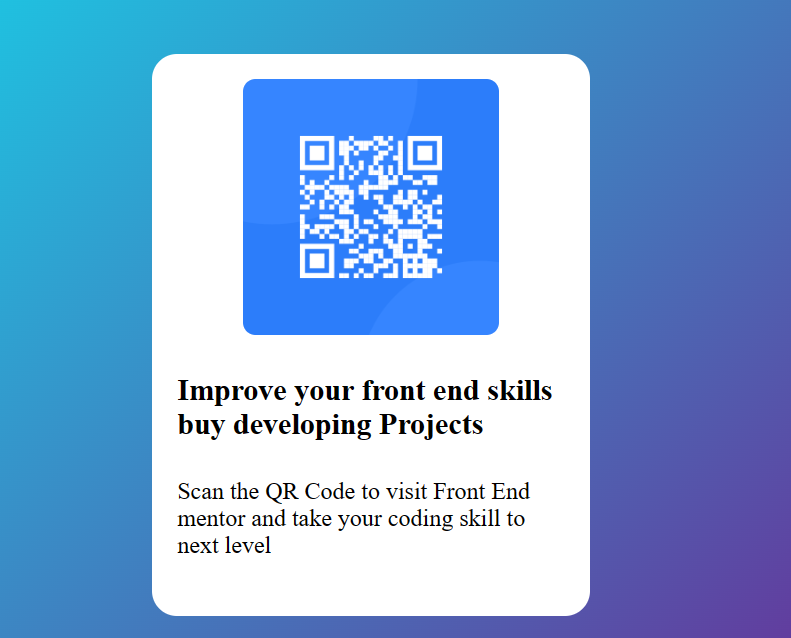 Improve your front end skills
buy developing Projects
Scan the QR Code to visit Front End
mentor and take your coding skill to
next level